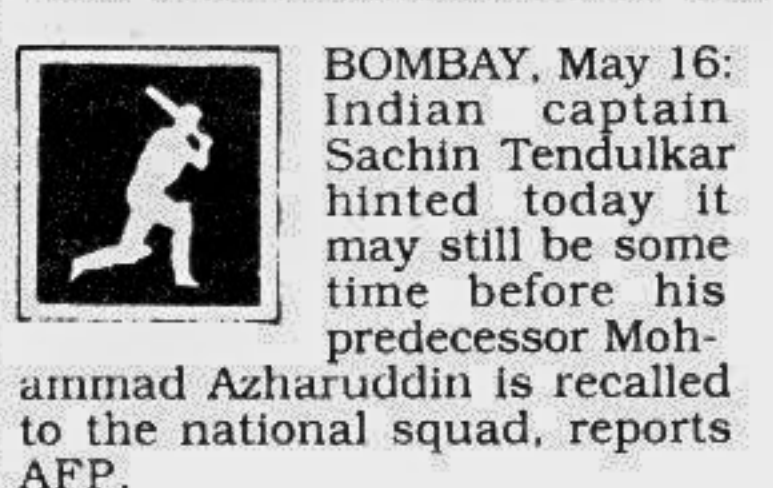 BOMBAY, May 16:
Indian captain
Sachin Tendulkar
hinted today it
may still be some
time before his
predecessor Moh-
ammad Azharuddin is recalled
to the national squad, reports
AFP.